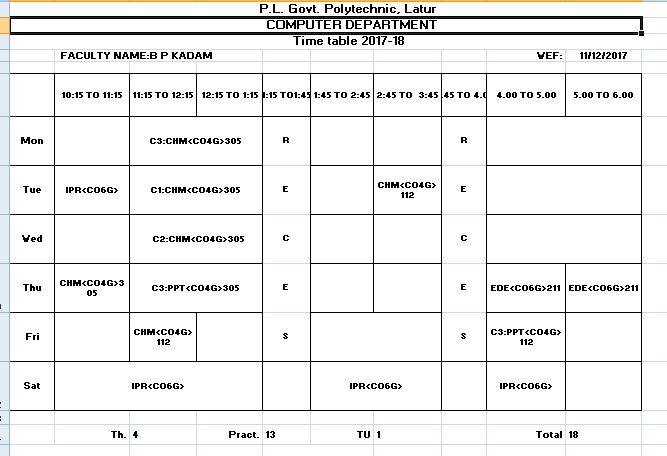 P.L. Govt. Polytechnic, Latur
COMPUTER DEPARTMENT
Time table 2017-18
FACULTY NAME:B P KADAM WEF: 11/12/2017
10:15 TO 11:15 11:15 TO 12:15 12:15 TO 1:15 1:15 TO1:45 1:45 TO 2:45 2:45 TO 3:45 .45 TO 4.0 4.00 TO 5.00 5.00 TO 6.00
Mon C3:CHM<CO4G>305 R R
Tue IPR<CO6G> C1:CHM<CO4G>305 E CHM<CO4G> E
112
Wed C2:CHM<CO4G>305 C C
Thu CHM<CO4G>3 C3:PPT<CO4G>305 E E EDE<CO6G>211 EDE<CO6G>211
05
Fri CHM<CO4G> S S C3:PPT<CO4G>
112 112
Sat IPR<CO6G> IPR<CO6G> IPR<CO6G>
Th. 4 Pract. 13 TU 1 Total 18